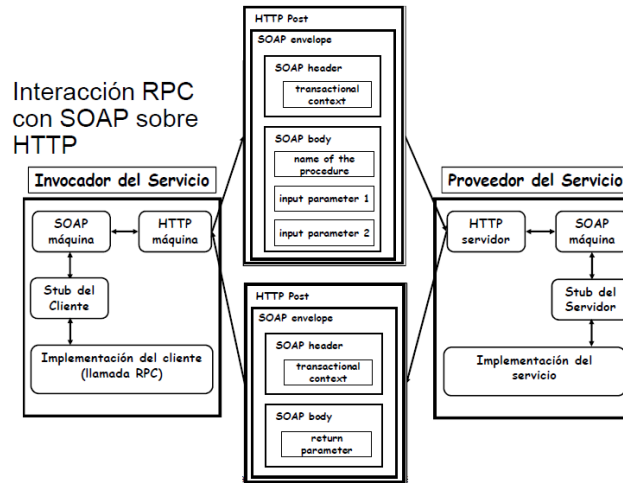 Interacción RPC
con SOAP sobre
HTTP
HTTP Post
SOAP envelope
SOAP header
transactional
context
SOAP body
name of the
procedure
input parameter 1
input parameter 2
Invocador del Servicio
SOAP
máquina
HTTP
máquina
Stub del
Cliente
Implementación del cliente
(llamada RPC)
Proveedor del Servicio
HTTP
servidor
SOAP
máquina
Stub del
Servidor
Implementación del
servicio
HTTP Post
SOAP envelope
SOAP header
transactional
context
SOAP body
return
parameter